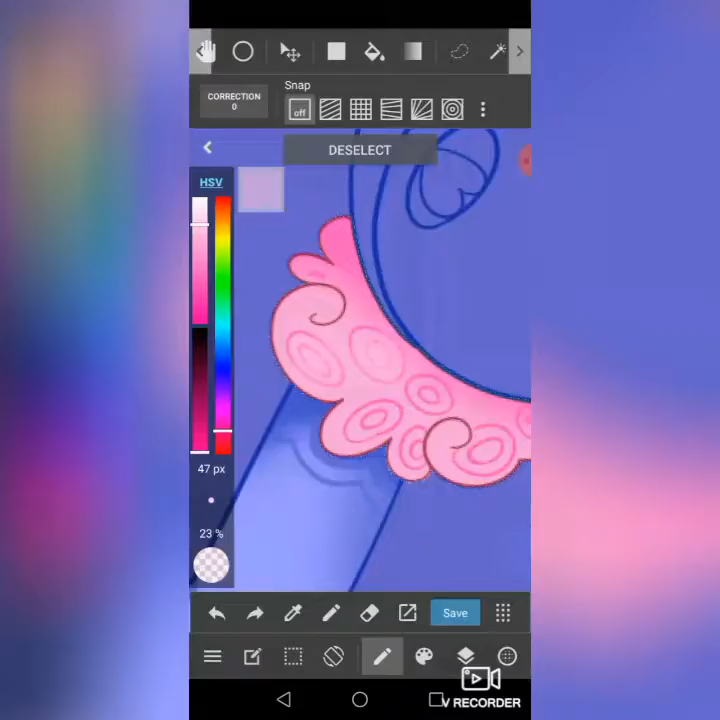 Snap
CORRECTION
0
off
DESELECT
HSV
47 px
23 %
Save
V RECORDER